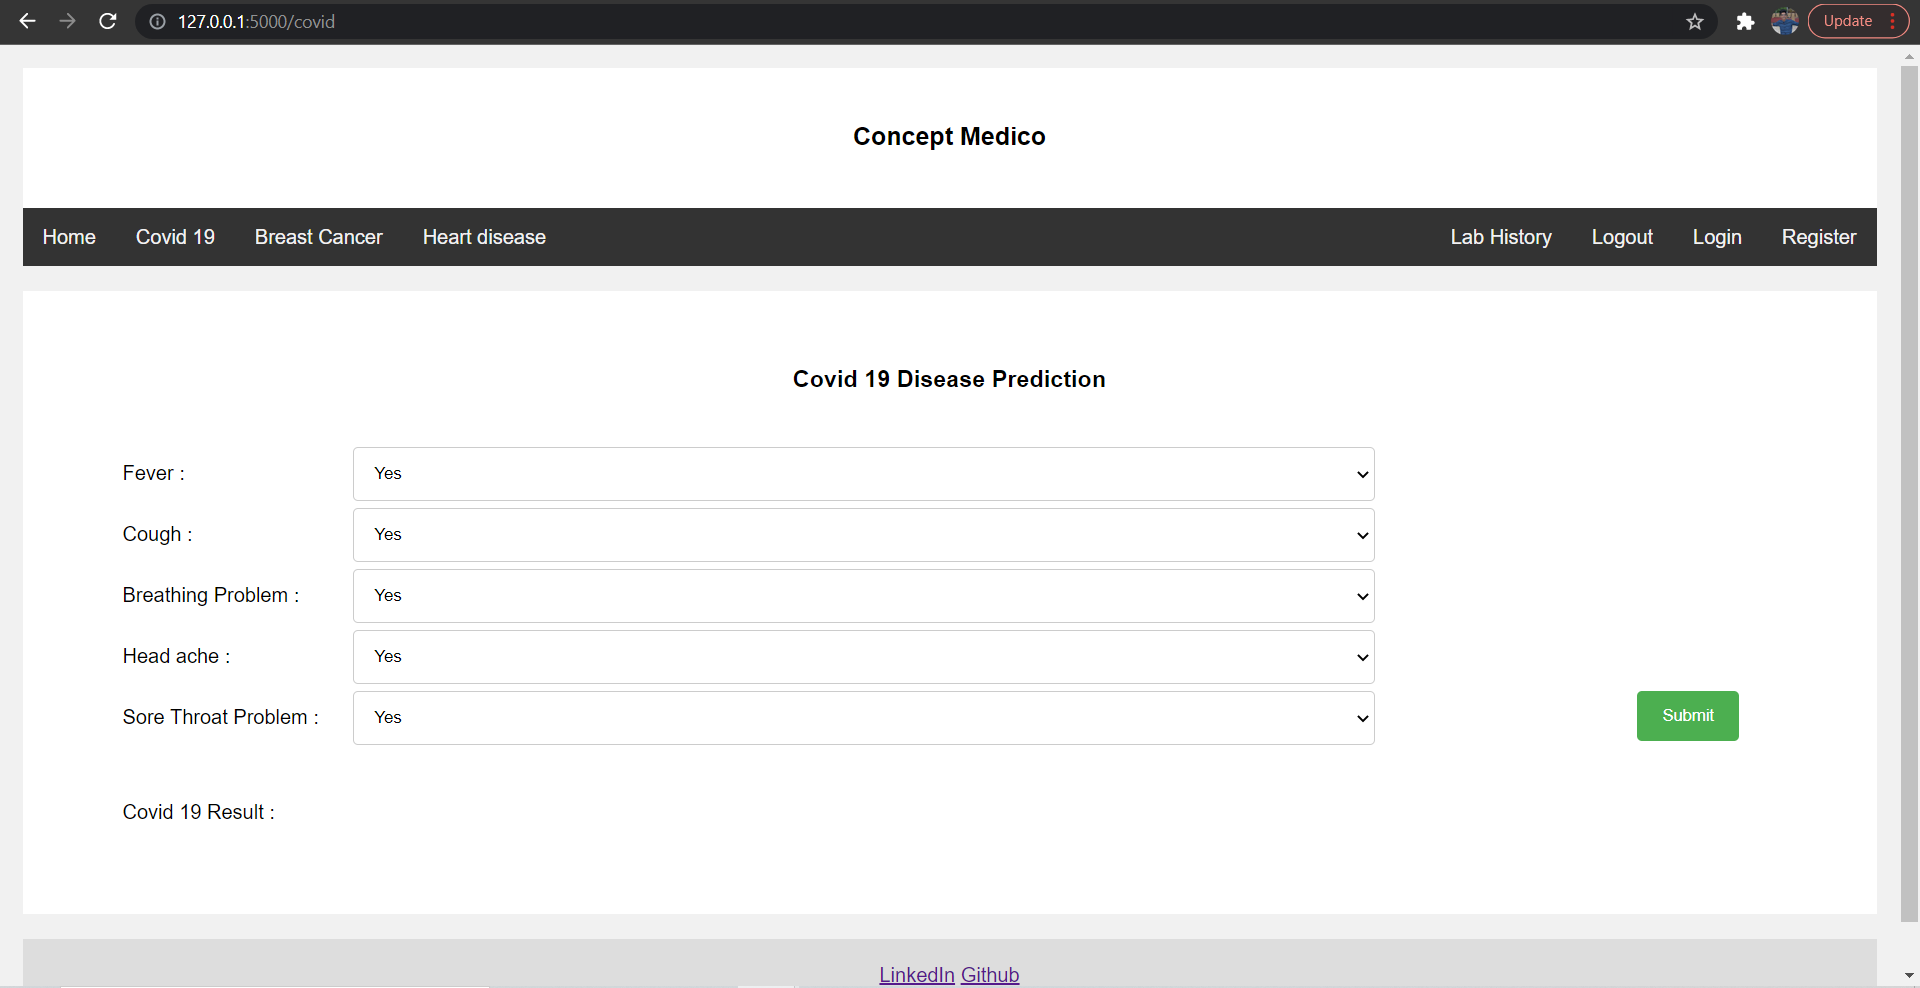 127.0.0.1:5000/covid Update
Concept Medico
Home Covid 19 Breast Cancer Heart disease Lab History Logout Login Register
Covid 19 Disease Prediction
Fever : Yes
Cough : Yes
Breathing Problem : Yes
Head ache : Yes
Sore Throat Problem : Yes Submit
Covid 19 Result :
LinkedIn Github